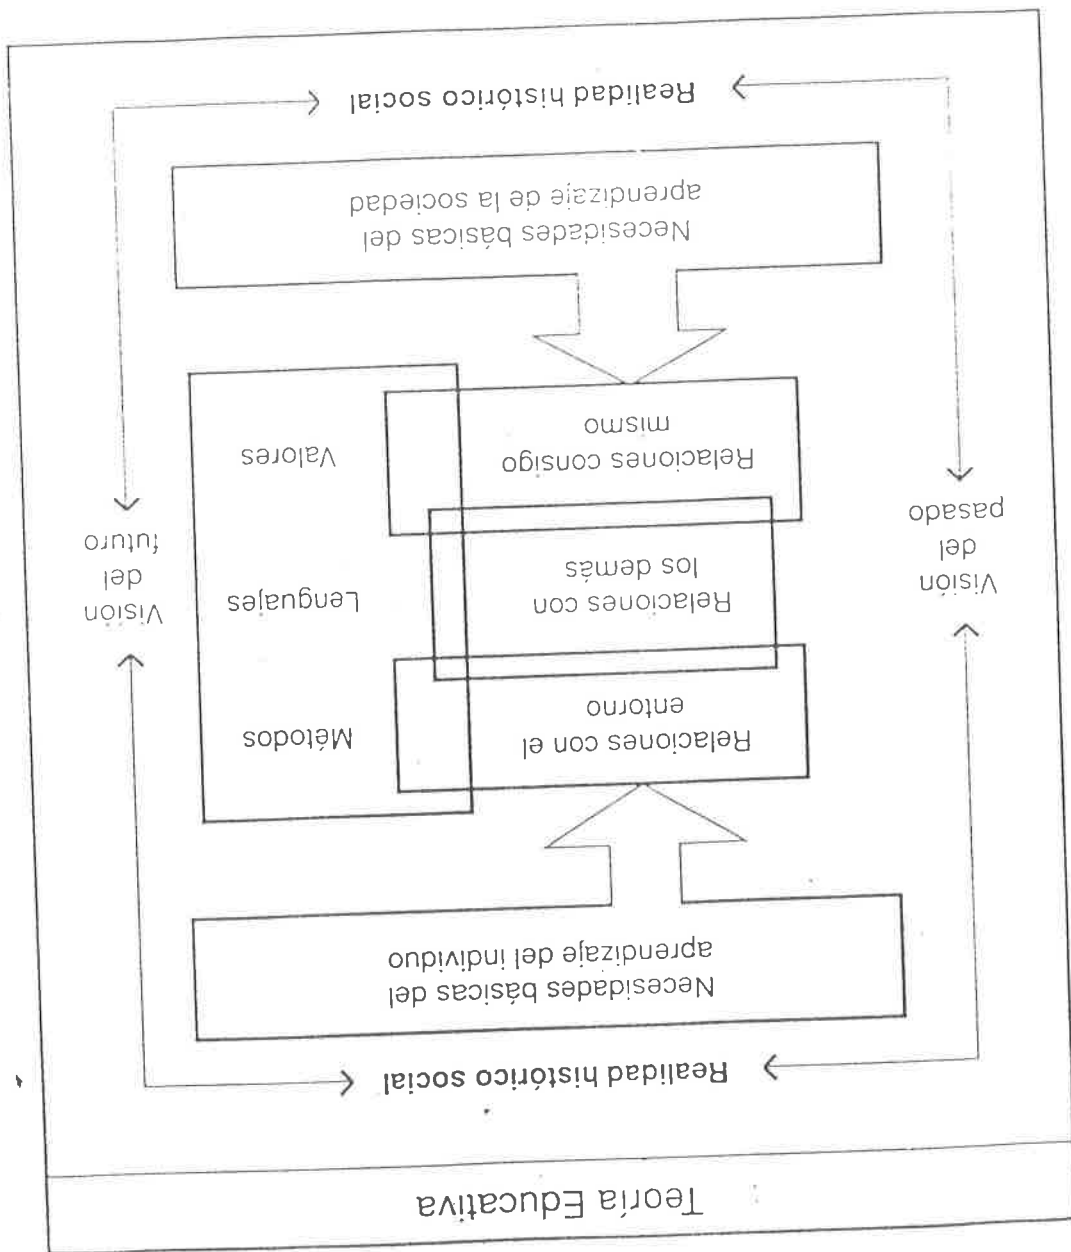 Teoría Educativa
Realidad histórico social
Necesidades básicas del
aprendizaje del individuo
Visión
del
pasado
Relaciones con el
entorno
Relaciones con
los demás
Relaciones consigo
mismo
Métodos
Lenguajes
Valores
Visión
del
futuro
Necesidades básicas del
aprendizaje de la sociedad
Realidad histórico social